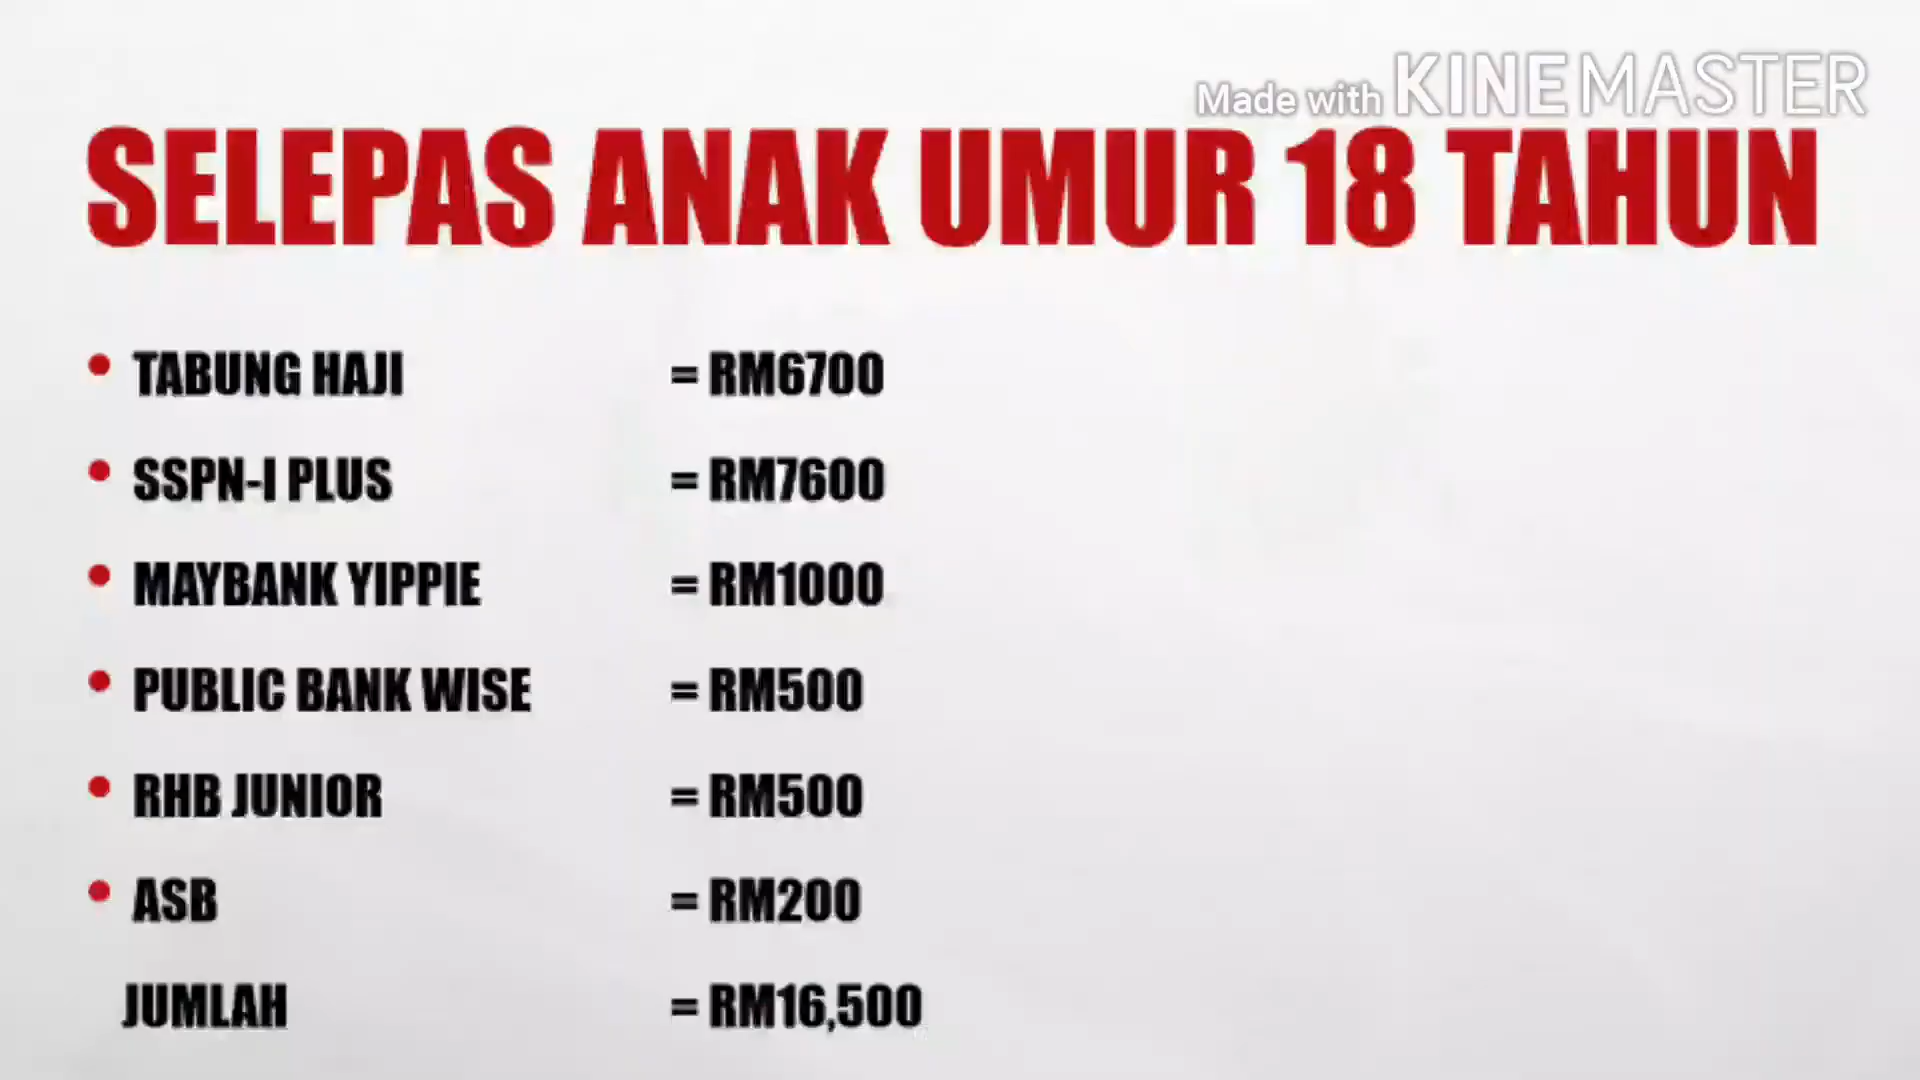 Made with KINEMASTER
SELEPAS ANAK UMUR 18 TAHUN
• TABUNG HAJI = RM6700
• SSPN-I PLUS = RM7600
• MAYBANK YIPPIE = RM1000
• PUBLIC BANK WISE = RM500
• RHB JUNIOR = RM500
• ASB = RM200
JUMLAH = RM16,500